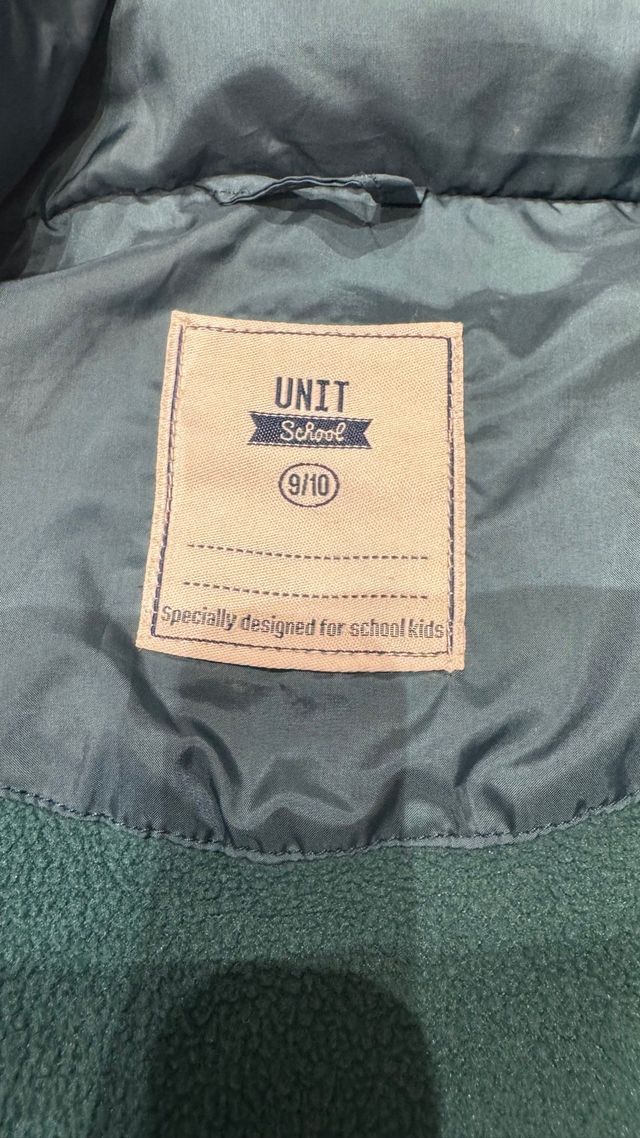 UNIT
School
9/10
Specially designed for school kids